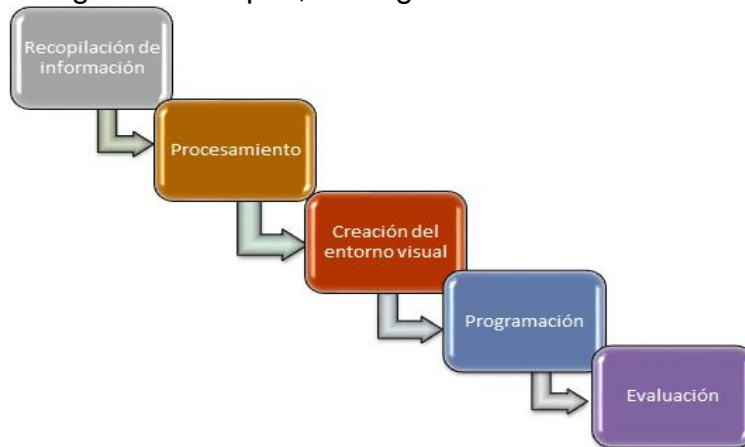 Recopilación de
información
Procesamiento
Creación del
entorno visual
Programación
Evaluación